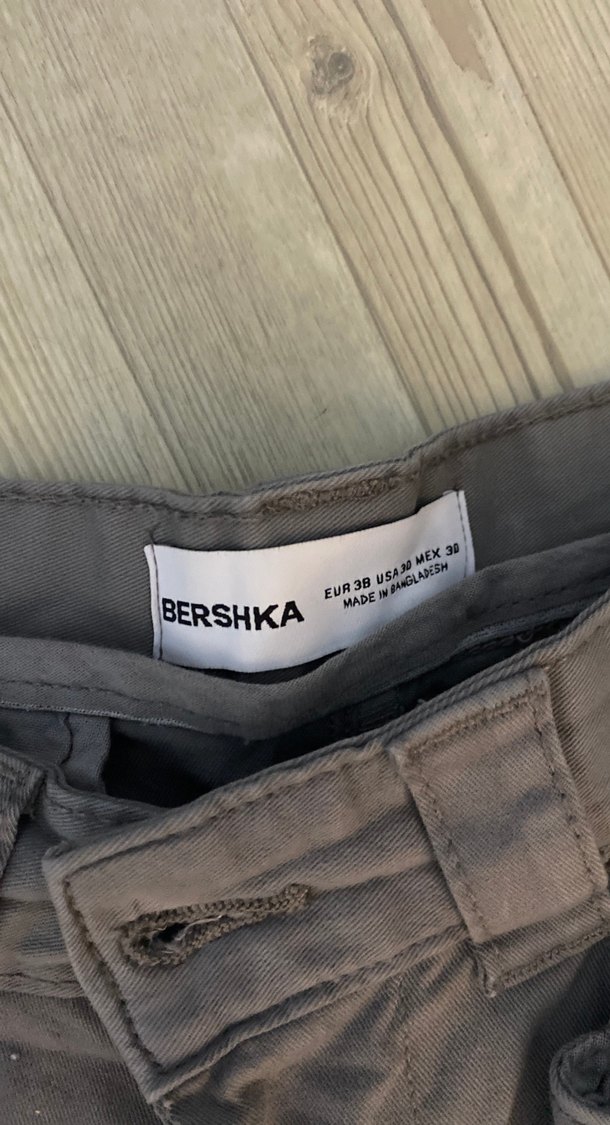 BERSHKA
EUR 38 USA 30 MEX 30
MADE IN BANGLADESH